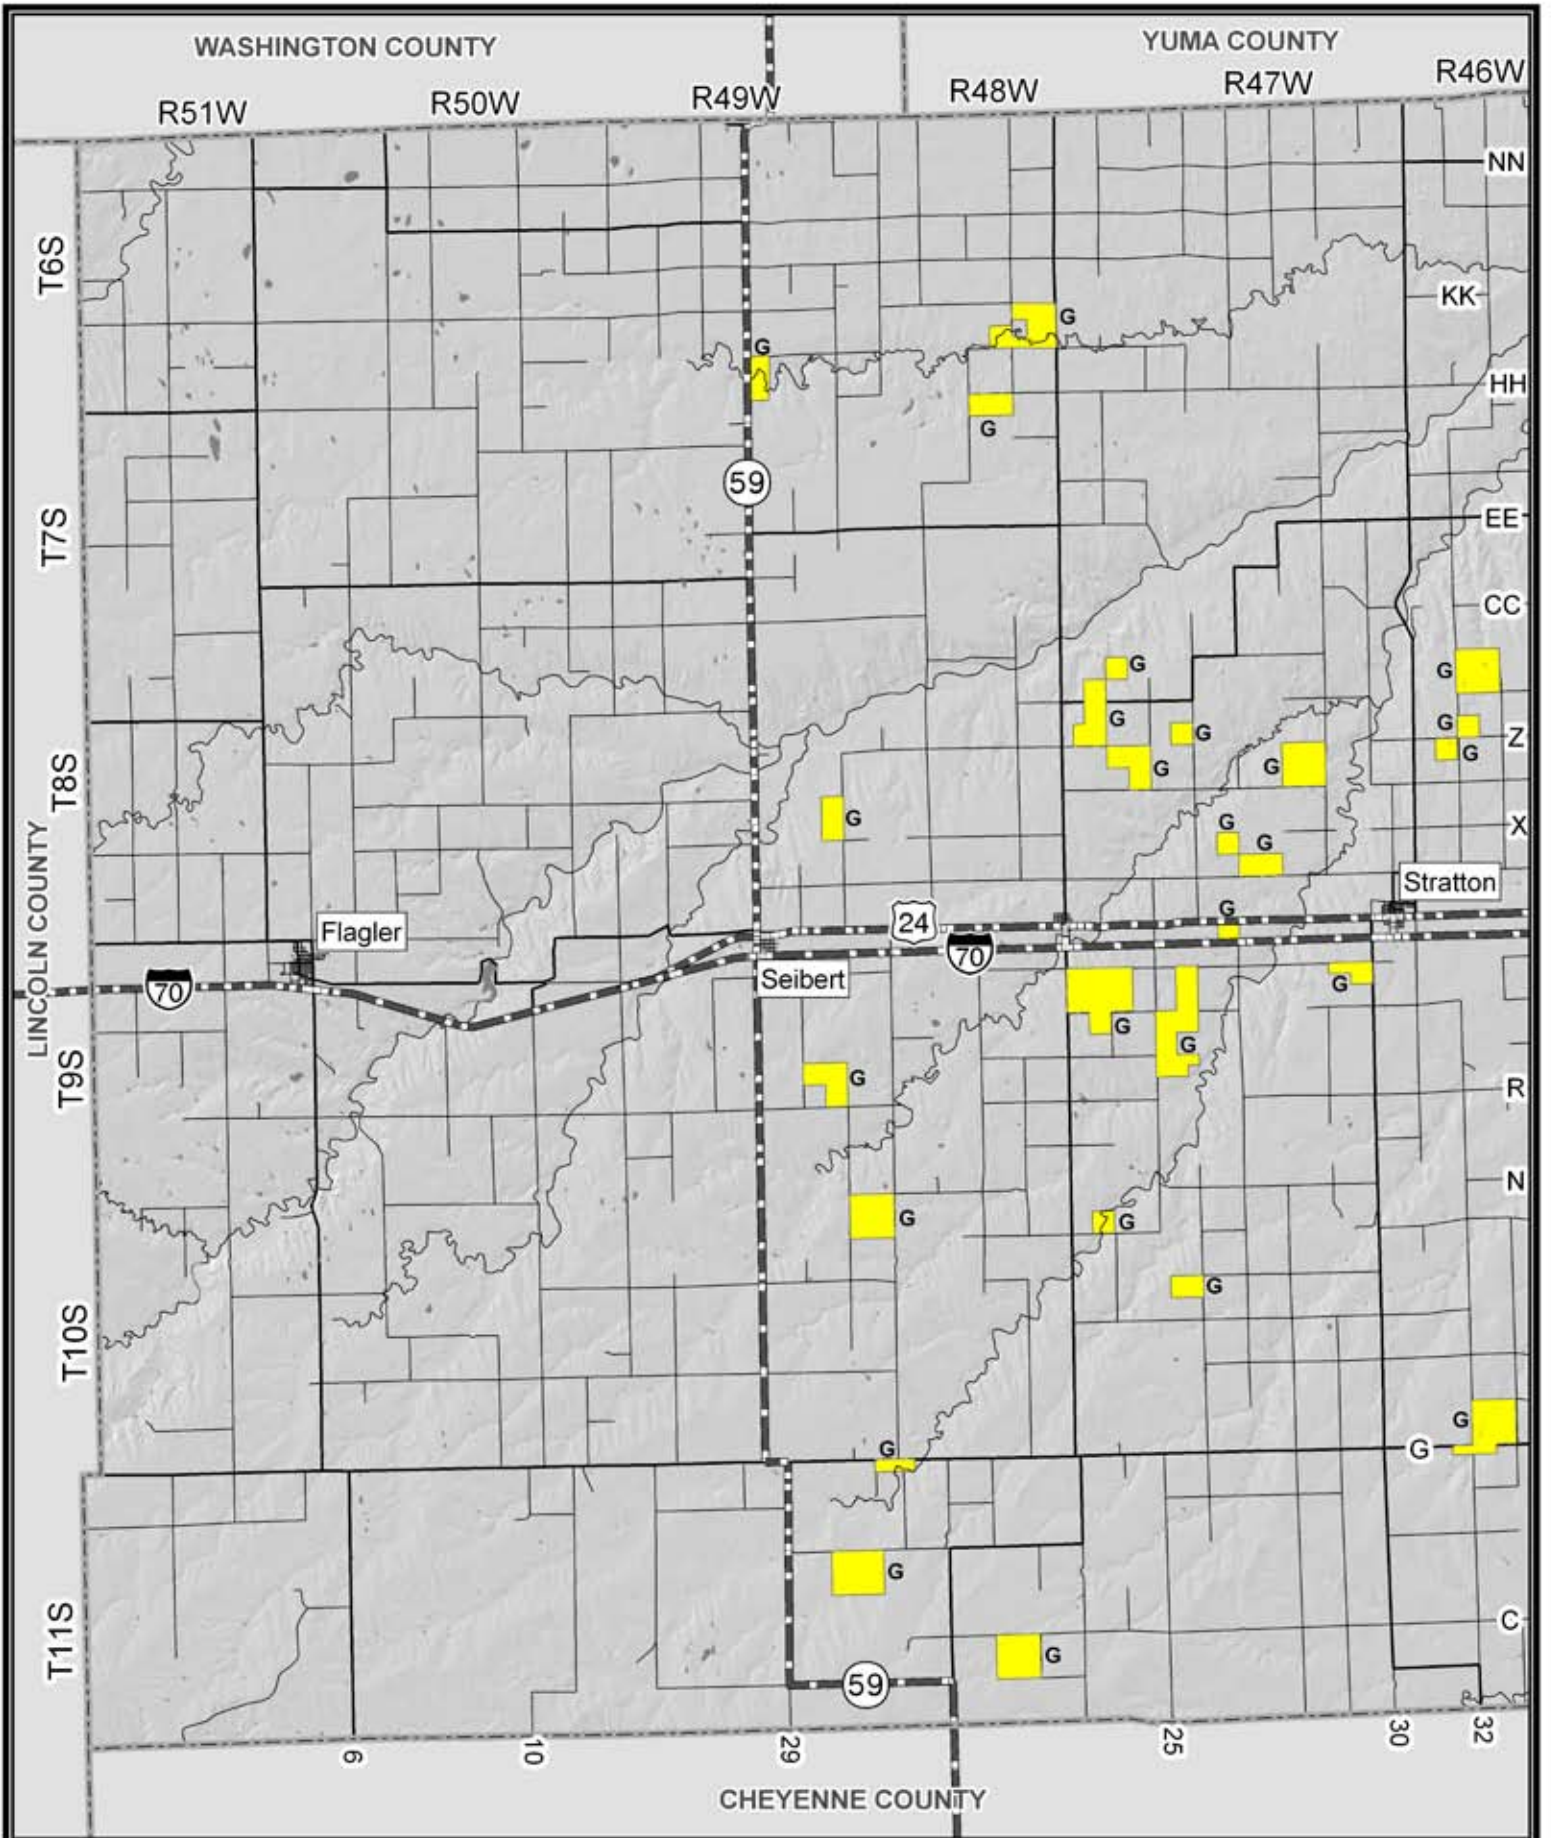 WASHINGTON COUNTY
YUMA COUNTY
R51W
R50W
R49W
R48W
R47W
R46W
NN
T6S
KK
G
G
HH
G
59
EE
T7S
CC
G
G
G
G
G
Z
G
G
G
T8S
G
X
G
G
LINCOLN COUNTY
Stratton
G
24
Flagler
70
70
Seibert
G
G
G
T9S
G
R
N
G
G
G
T10S
G
G
G
G
T11S
C
G
59
6
10
29
25
30
32
CHEYENNE COUNTY